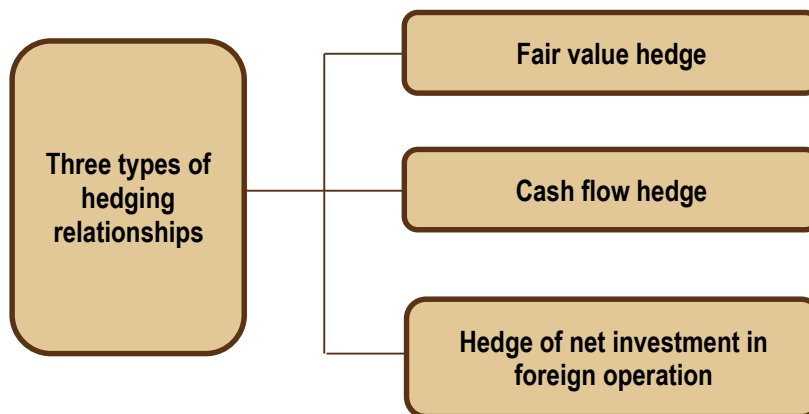 Three types of
hedging
relationships
Fair value hedge
Cash flow hedge
Hedge of net investment in
foreign operation